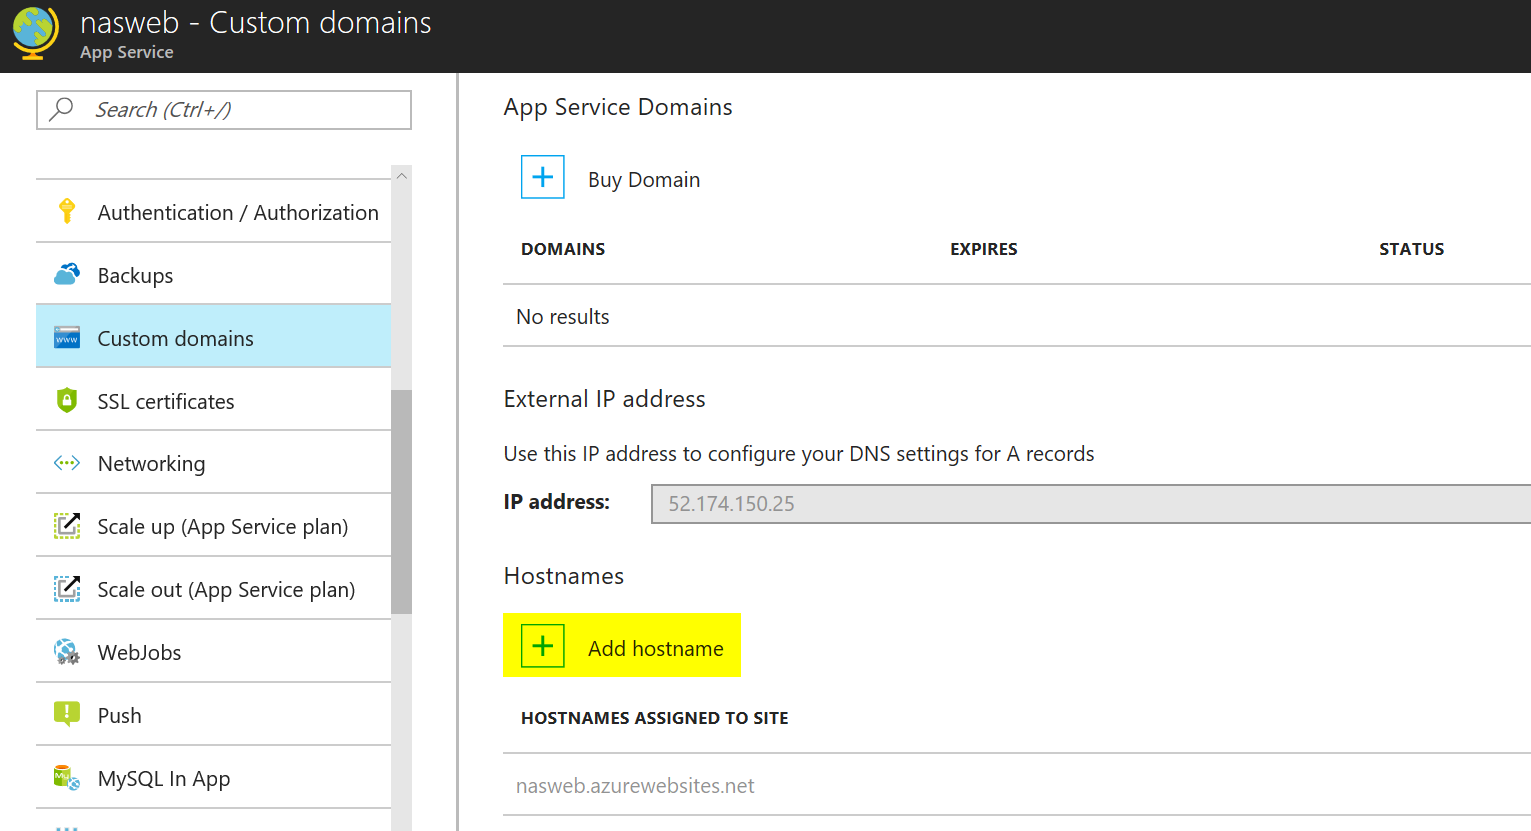 nasweb - Custom domains
App Service
Search (Ctrl+/)
Authentication / Authorization
Backups
www
Custom domains
SSL certificates
Networking
Scale up (App Service plan)
Scale out (App Service plan)
WebJobs
Push
My
MySQL In App
App Service Domains
Buy Domain
DOMAINS EXPIRES STATUS
No results
External IP address
Use this IP address to configure your DNS settings for A records
IP address: 52.174.150.25
Hostnames
Add hostname
HOSTNAMES ASSIGNED TO SITE
nasweb.azurewebsites.net